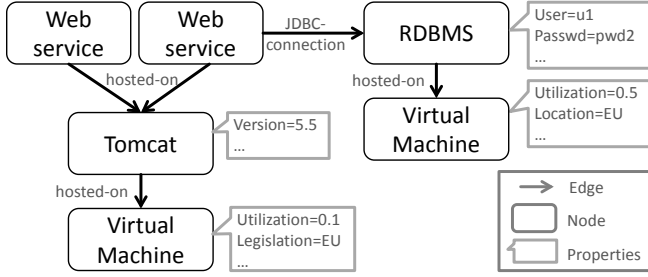 Web
service
Web
service
JDBC-
connection
RDBMS
User=u1
Passwd=pwd2
...
hosted-on
hosted-on
Tomcat
Version=5.5
...
Virtual
Machine
Utilization=0.5
Location=EU
...
hosted-on
Virtual
Machine
Utilization=0.1
Legislation=EU
...
Edge
Node
Properties